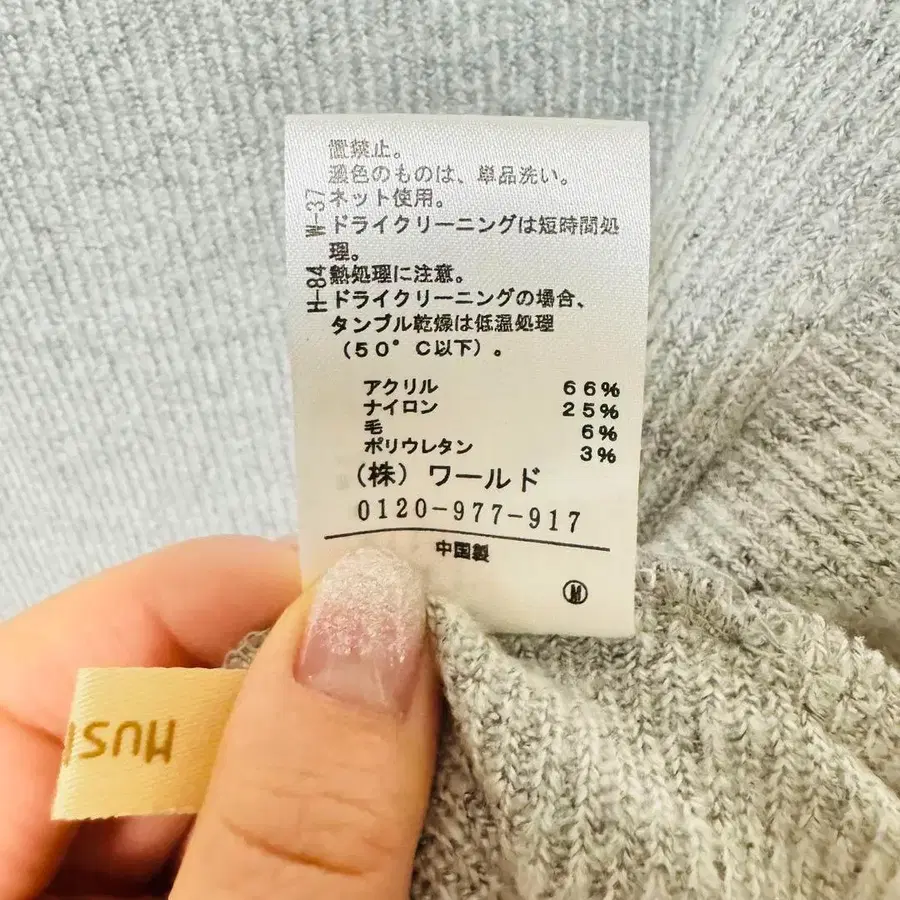 置禁止。
濃色のものは、単品洗い。
ネット使用。
ドライクリーニングは短時間処
理。
熱処理に注意。
ドライクリーニングの場合、
タンブル乾燥は低温処理
(50°C以下)。
W-37
H-84
アクリル 66%
ナイロン 25%
毛 6%
ポリウレタン 3%
(株) ワールド
0120-977-917
中国製
M